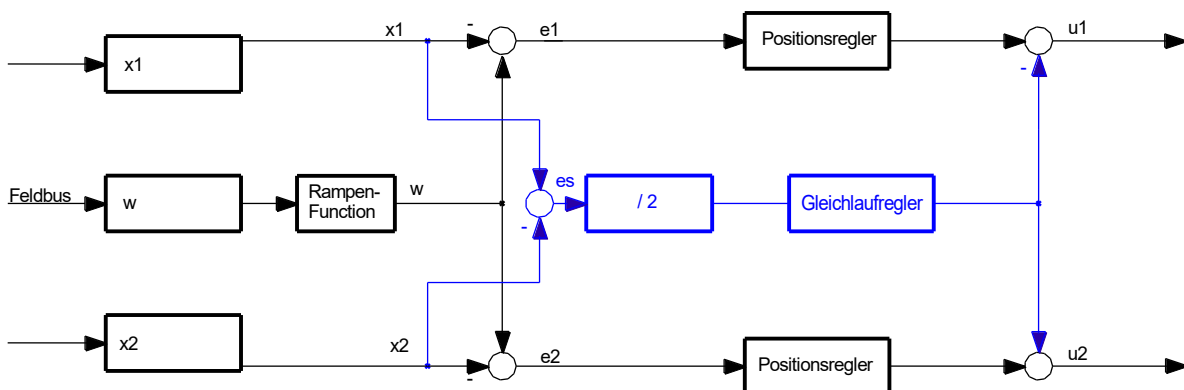 x1
-
e1
Positionsregler
u1
x1
-
Feldbus
w
Rampen-
Function
w
es
/ 2
Gleichlaufregler
-
x2
x2
-
e2
Positionsregler
u2